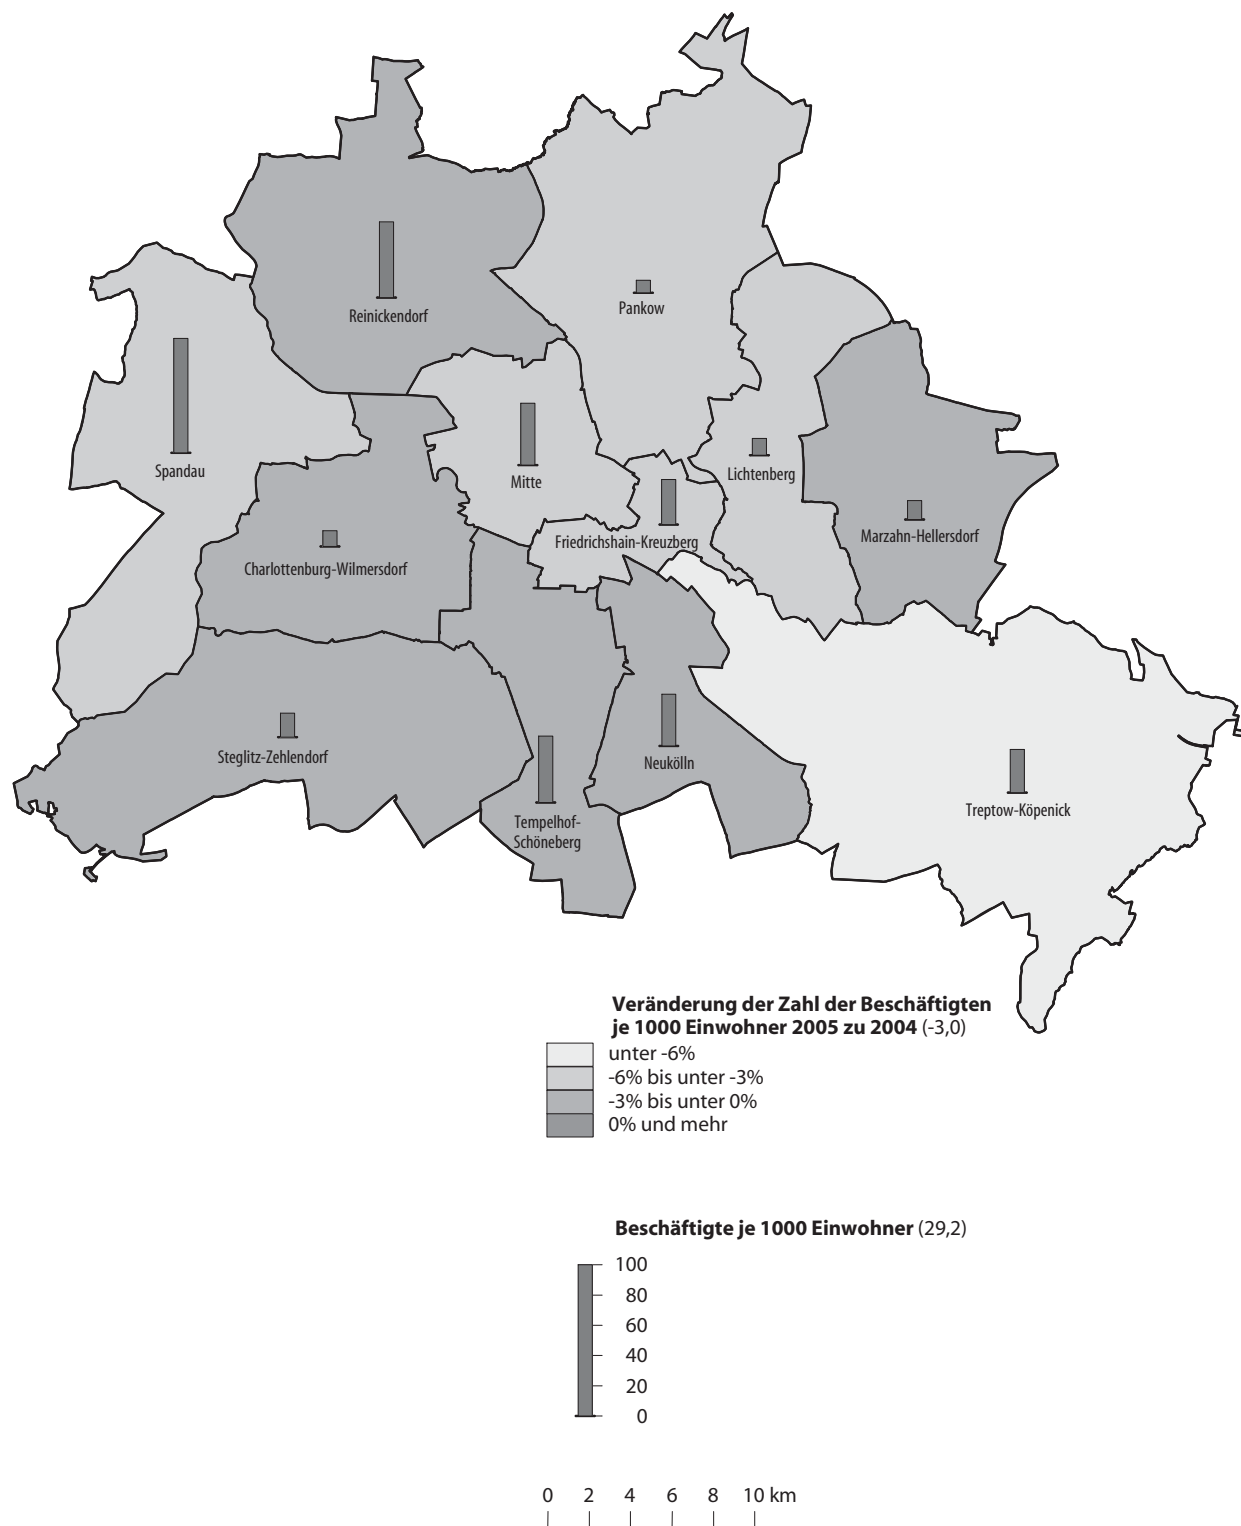 Reinickendorf
Pankow
Spandau
Mitte
Lichtenberg
Friedrichshain-Kreuzberg
Marzahn-Hellersdorf
Charlottenburg-Wilmersdorf
Steglitz-Zehlendorf
Neukölln
Tempelhof-
Schöneberg
Treptow-Köpenick
Veränderung der Zahl der Beschäftigten
je 1000 Einwohner 2005 zu 2004 (-3,0)
unter -6%
-6% bis unter -3%
-3% bis unter 0%
0% und mehr
Beschäftigte je 1000 Einwohner (29,2)
100
80
60
40
20
0
0 2 4 6 8 10 km